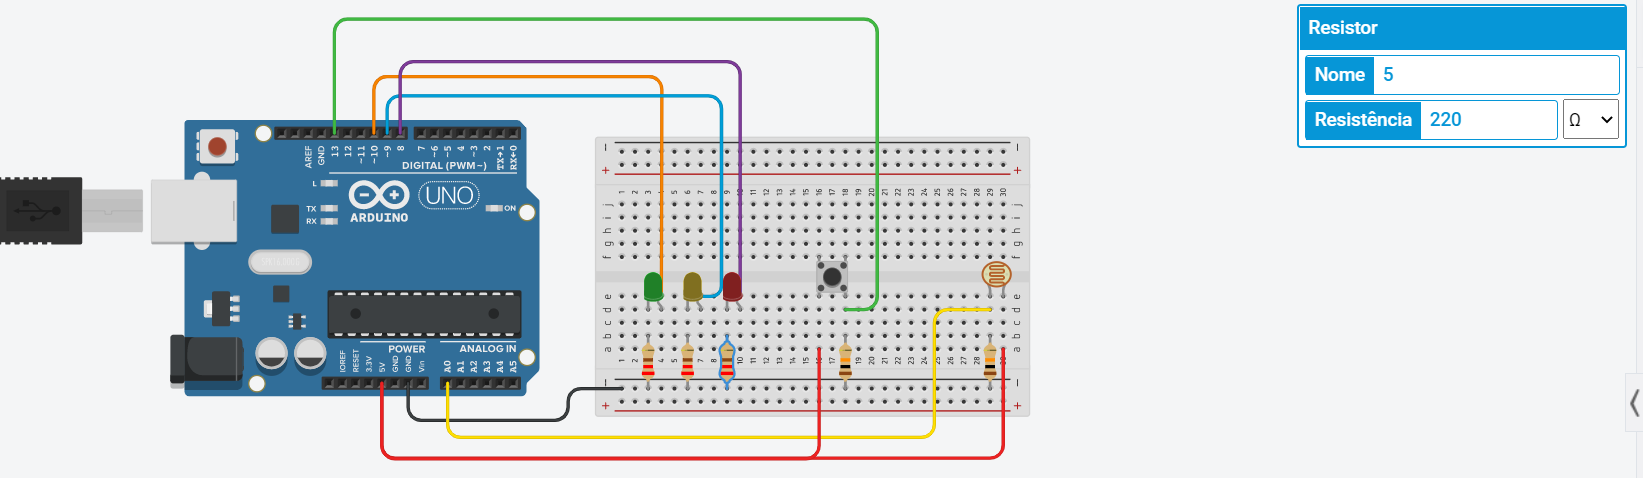 Resistor
Nome 5
Resistência 220 Ω
AREF
GND
13
12
~11
~10
~9
8
7
~6
~5
4
~3
2
TX→1
RX←0
DIGITAL (PWM~)
L
TX
RX
UNO
ARDUINO
ON
POWER
ANALOG IN
IOREF
RESET
3.3V
5V
GND
GND
Vin
A0
A1
A2
A3
A4
A5
1 2 3 4 5 6 7 8 9 10 11 12 13 14 15 16 17 18 19 20 21 22 23 24 25 26 27 28 29 30
j j
i i
h h
g g
f f
e e
d d
c c
b b
a a